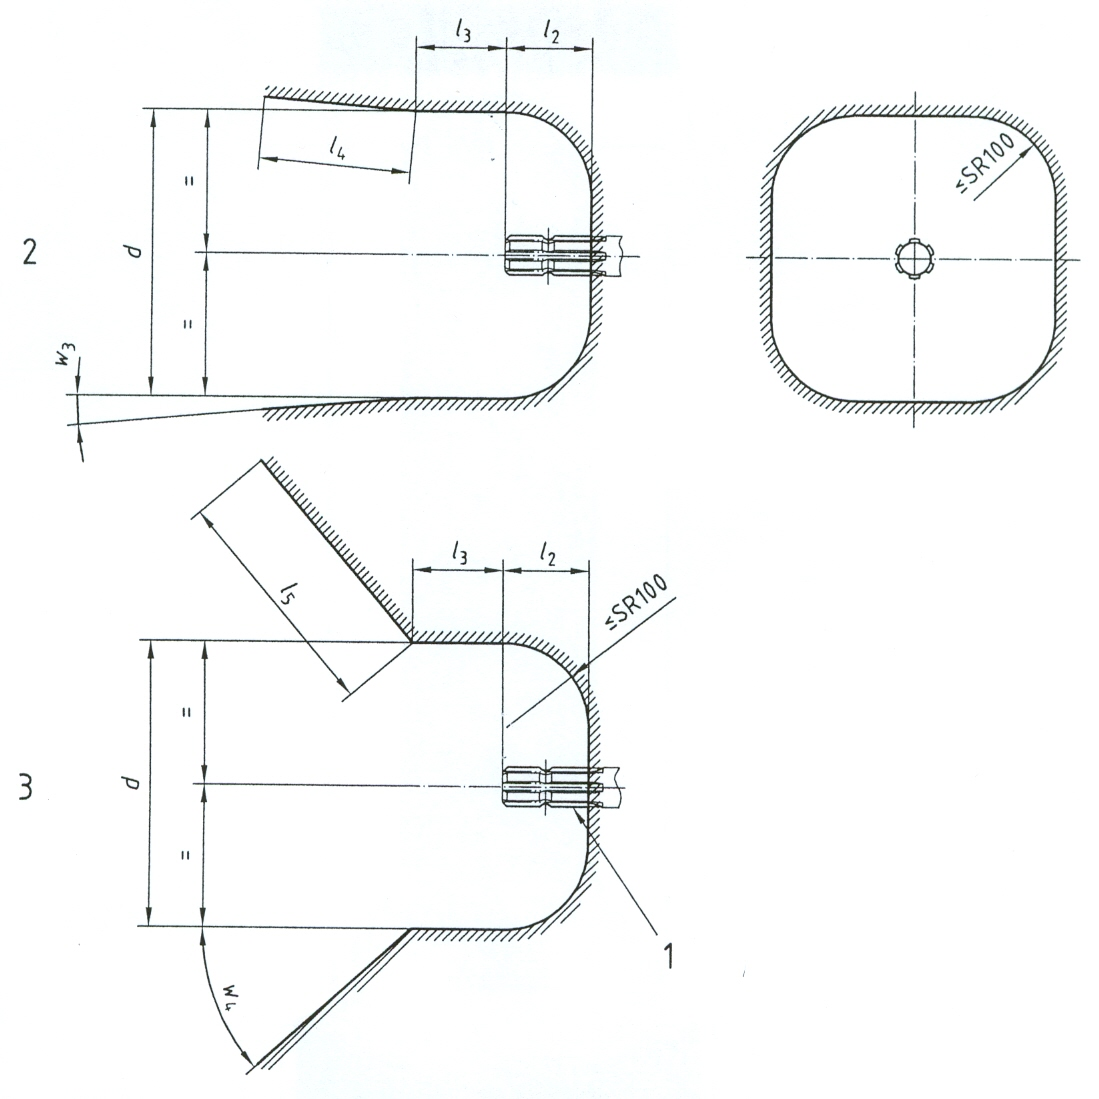 l3 l2
l4
≤SR100
=
d
2
=
w3
l3 l2
l5
≤SR100
=
d
3
=
1
w4